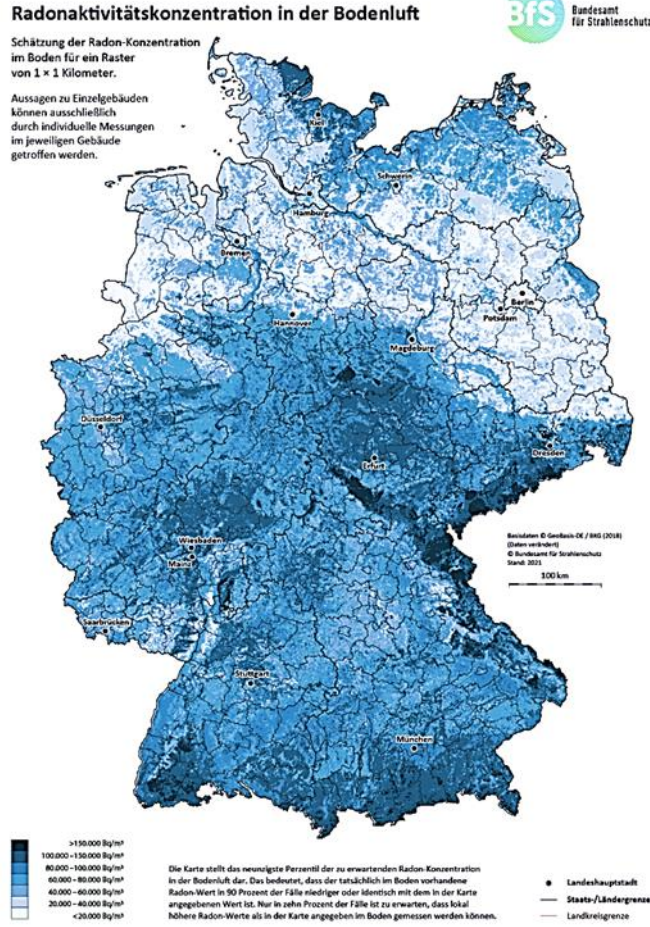 Radonaktivitätskonzentration in der Bodenluft
BfS
Bundesamt
für Strahlenschutz
Schätzung der Radon-Konzentration
im Boden für ein Raster
von 1 × 1 Kilometer.
Aussagen zu Einzelgebäuden
können ausschließlich
durch individuelle Messungen
im jeweiligen Gebäude
getroffen werden.
Kiel
Schwerin
Hamburg
Bremen
Berlin
Potsdam
Hannover
Magdeburg
Düsseldorf
Erfurt
Dresden
Wiesbaden
Mainz
Saarbrücken
Stuttgart
München
Basisdaten © GeoBasis-DE / BKG (2018)
(Daten verändert)
© Bundesamt für Strahlenschutz
Stand: 2021
100 km
>150.000 Bq/m³
100.000 – 150.000 Bq/m³
80.000 – 100.000 Bq/m³
60.000 – 80.000 Bq/m³
40.000 – 60.000 Bq/m³
20.000 – 40.000 Bq/m³
<20.000 Bq/m³
Die Karte stellt das neunzigste Perzentil der zu erwartenden Radon-Konzentration
in der Bodenluft dar. Das bedeutet, dass der tatsächlich im Boden vorhandene
Radon-Wert in 90 Prozent der Fälle niedriger oder identisch mit dem in der Karte
angegebenen Wert ist. Nur in zehn Prozent der Fälle ist zu erwarten, dass lokal
höhere Radon-Werte als in der Karte angegeben im Boden gemessen werden können.
Landeshauptstadt
Staats-/Ländergrenze
Landkreisgrenze